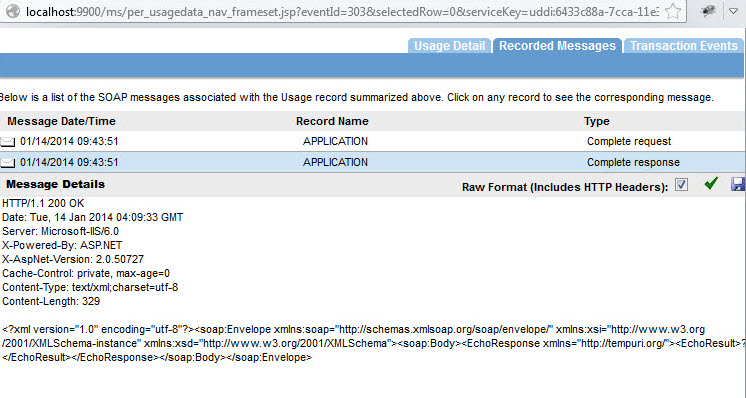 localhost:9900/ms/per_usagedata_nav_frameset.jsp?eventId=303&selectedRow=0&serviceKey=uddi:6433c88a-7cca-11e3
Usage Detail Recorded Messages Transaction Events
Below is a list of the SOAP messages associated with the Usage record summarized above. Click on any record to see the corresponding message.
Message Date/Time Record Name Type
01/14/2014 09:43:51 APPLICATION Complete request
01/14/2014 09:43:51 APPLICATION Complete response
Message Details Raw Format (Includes HTTP Headers):
HTTP/1.1 200 OK
Date: Tue, 14 Jan 2014 04:09:33 GMT
Server: Microsoft-IIS/6.0
X-Powered-By: ASP.NET
X-AspNet-Version: 2.0.50727
Cache-Control: private, max-age=0
Content-Type: text/xml;charset=utf-8
Content-Length: 329
<?xml version="1.0" encoding="utf-8"?><soap:Envelope xmlns:soap="http://schemas.xmlsoap.org/soap/envelope/" xmlns:xsi="http://www.w3.org
/2001/XMLSchema-instance" xmlns:xsd="http://www.w3.org/2001/XMLSchema"><soap:Body><EchoResponse xmlns="http://tempuri.org/"><EchoResult>?
</EchoResult></EchoResponse></soap:Body></soap:Envelope>